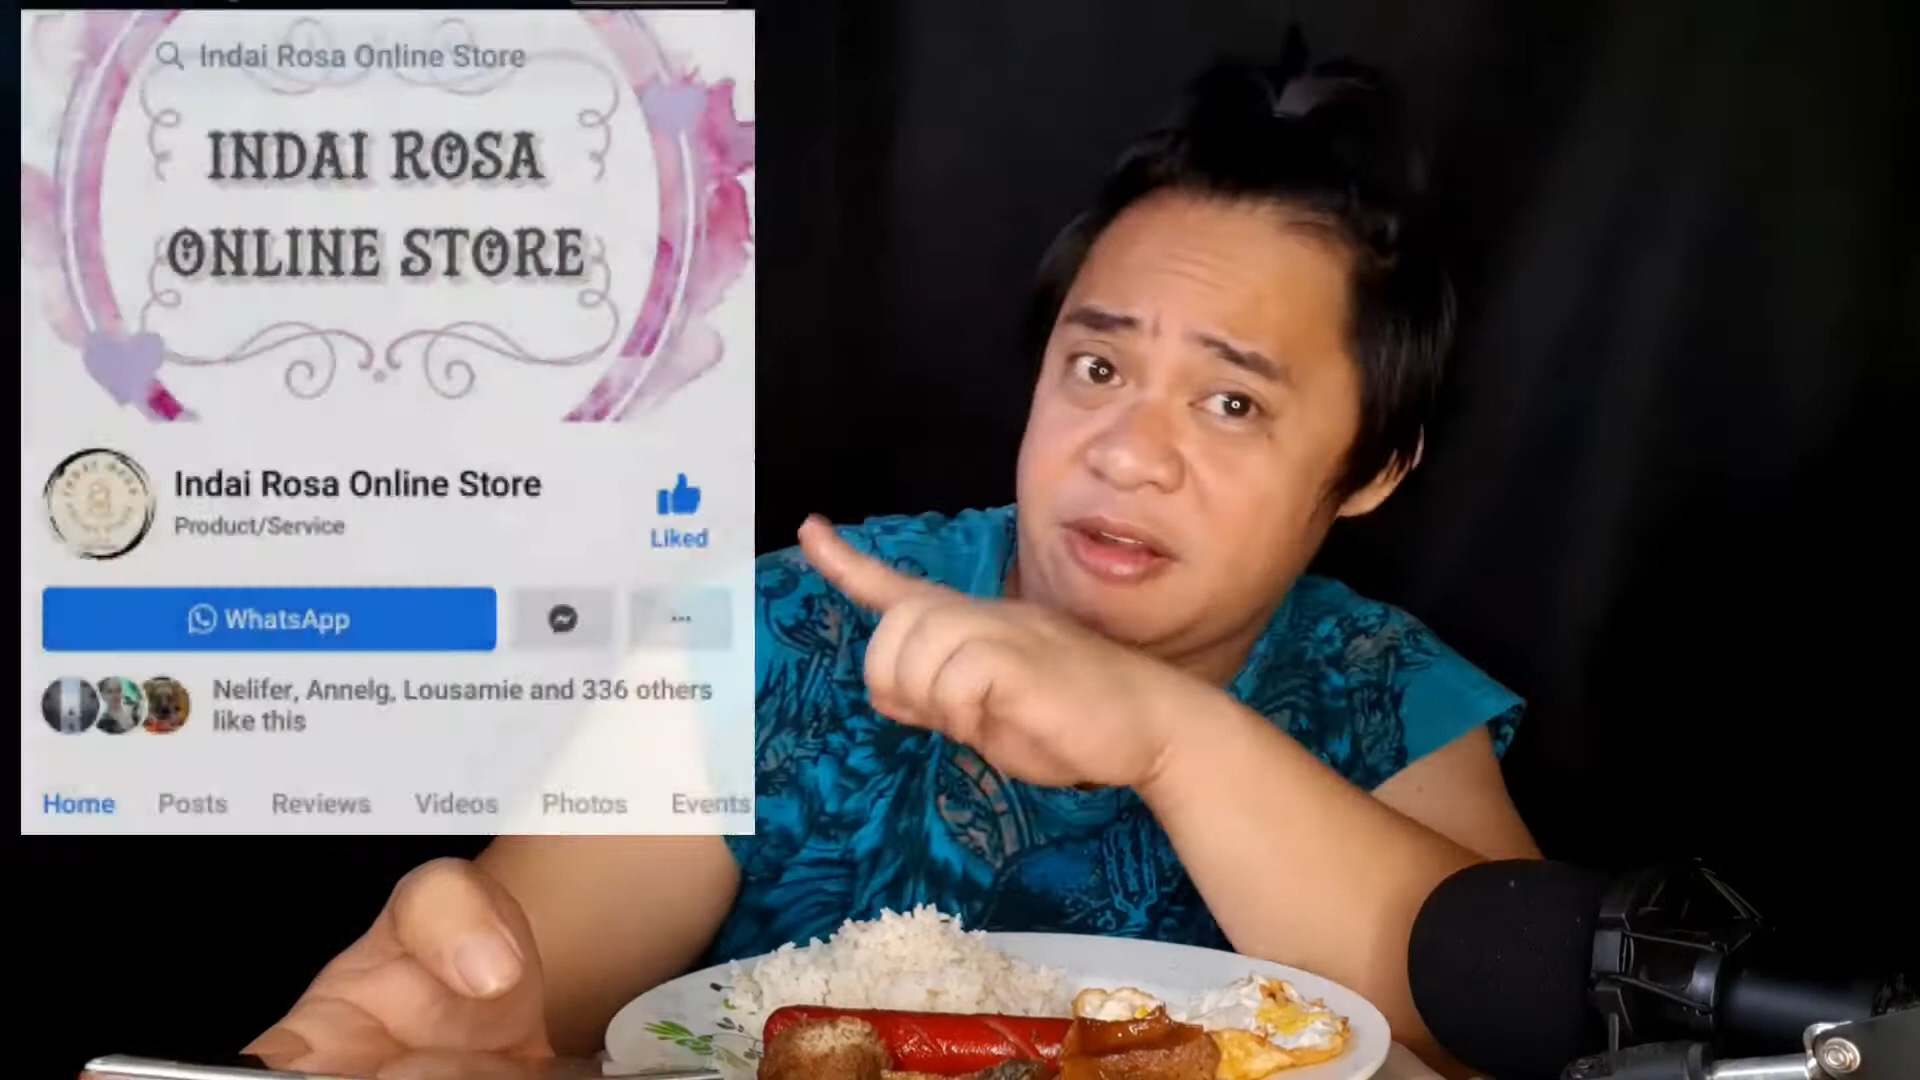 Indai Rosa Online Store
INDAI ROSA
ONLINE STORE
Indai Rosa Online Store
Product/Service
Liked
WhatsApp
Nelifer, Annelg, Lousamie and 336 others
like this
Home Posts Reviews Videos Photos Events